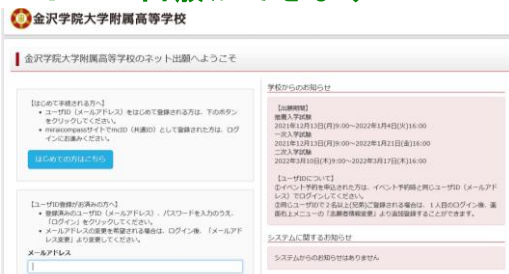 金沢学院大学附属高等学校
金沢学院大学附属高等学校のネット出願へようこそ
【はじめて手続される方へ】
• ユーザID（メールアドレス）をはじめて登録される方は、下のボタン
をクリックしてください。
• miraicompassサイトでmcID（共通ID）として登録された方は、ログ
インにお進みください。
はじめての方はこちら
【ユーザID登録がお済みの方へ】
• 登録済みのユーザID（メールアドレス）、パスワードを入力のうえ、
「ログイン」をクリックしてください。
• メールアドレスの変更を希望される場合は、ログイン後、「メールアド
レス変更」より変更してください。
メールアドレス
学校からのお知らせ
【出願期間】
推薦入学試験
2021年12月13日(月)9:00～2022年1月4日(火)16:00
一次入学試験
2021年12月13日(月)9:00～2022年1月21日(金)16:00
二次入学試験
2022年3月10日(木)9:00～2022年3月17日(木)16:00
【ユーザIDについて】
①イベント予約を申込された方は、イベント予約時と同じユーザID（メールアド
レス）でログインしてください。
②同じユーザIDで2名以上(兄弟)ご登録される場合は、1人目のログイン後、画
面右上メニューの「志願者情報変更」より追加登録することができます。
システムに関するお知らせ
システムからのお知らせはありません